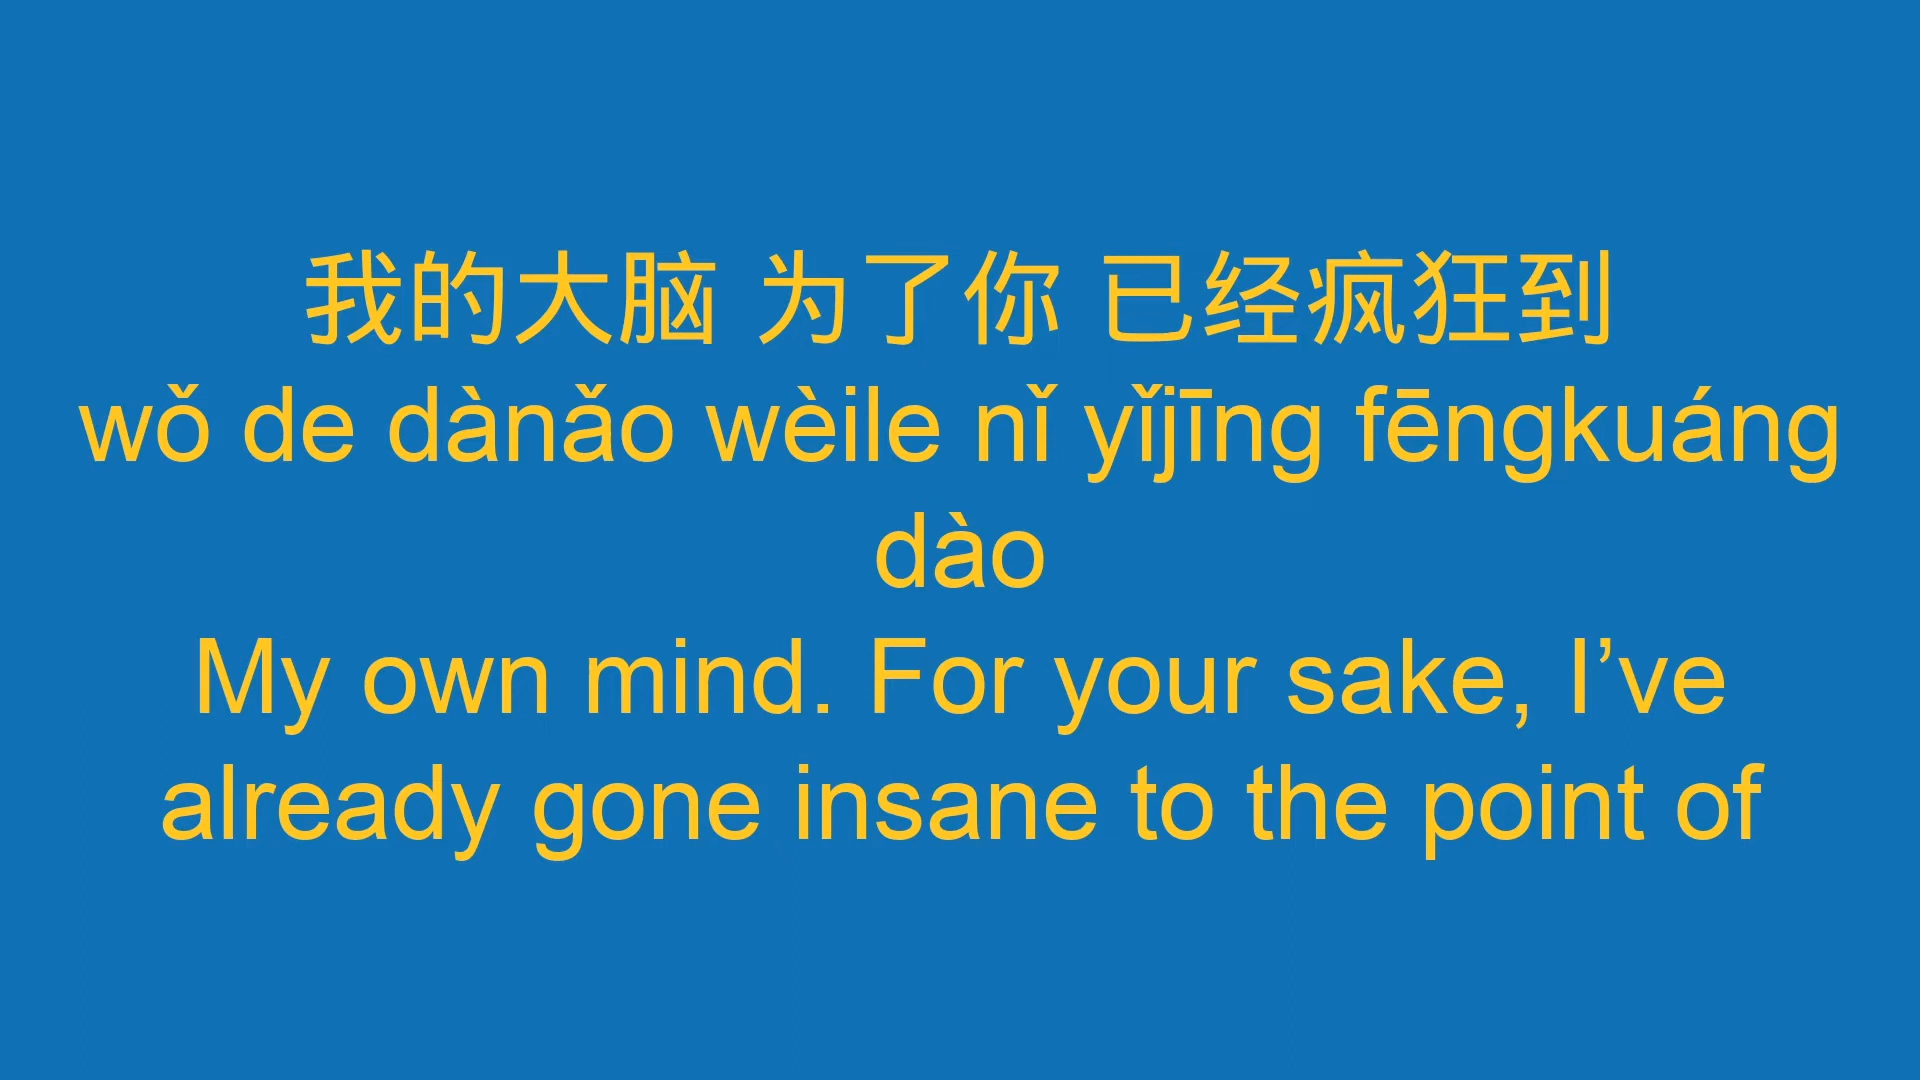 我的大脑 为了你 已经疯狂到
wǒ de dànǎo wèile nǐ yǐjīng fēngkuáng
dào
My own mind. For your sake, I’ve
already gone insane to the point of